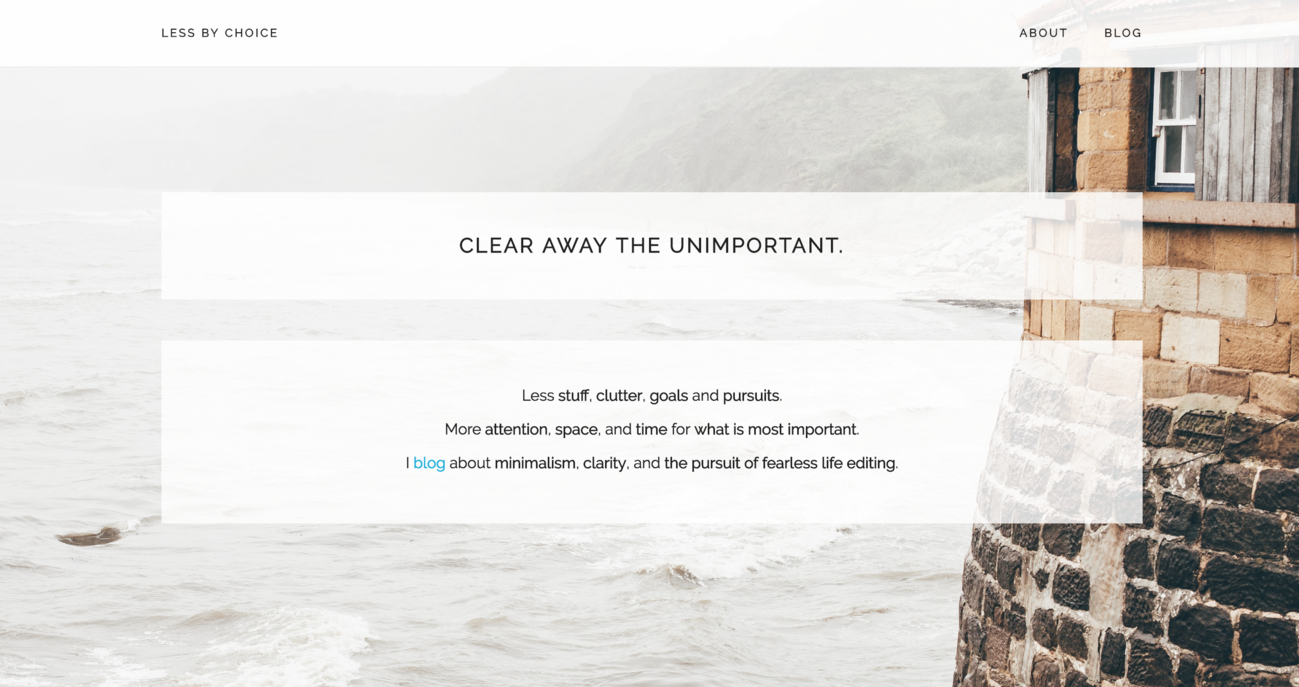 LESS BY CHOICE
ABOUT
BLOG
CLEAR AWAY THE UNIMPORTANT.
Less stuff, clutter, goals and pursuits.
More attention, space, and time for what is most important.
I blog about minimalism, clarity, and the pursuit of fearless life editing.